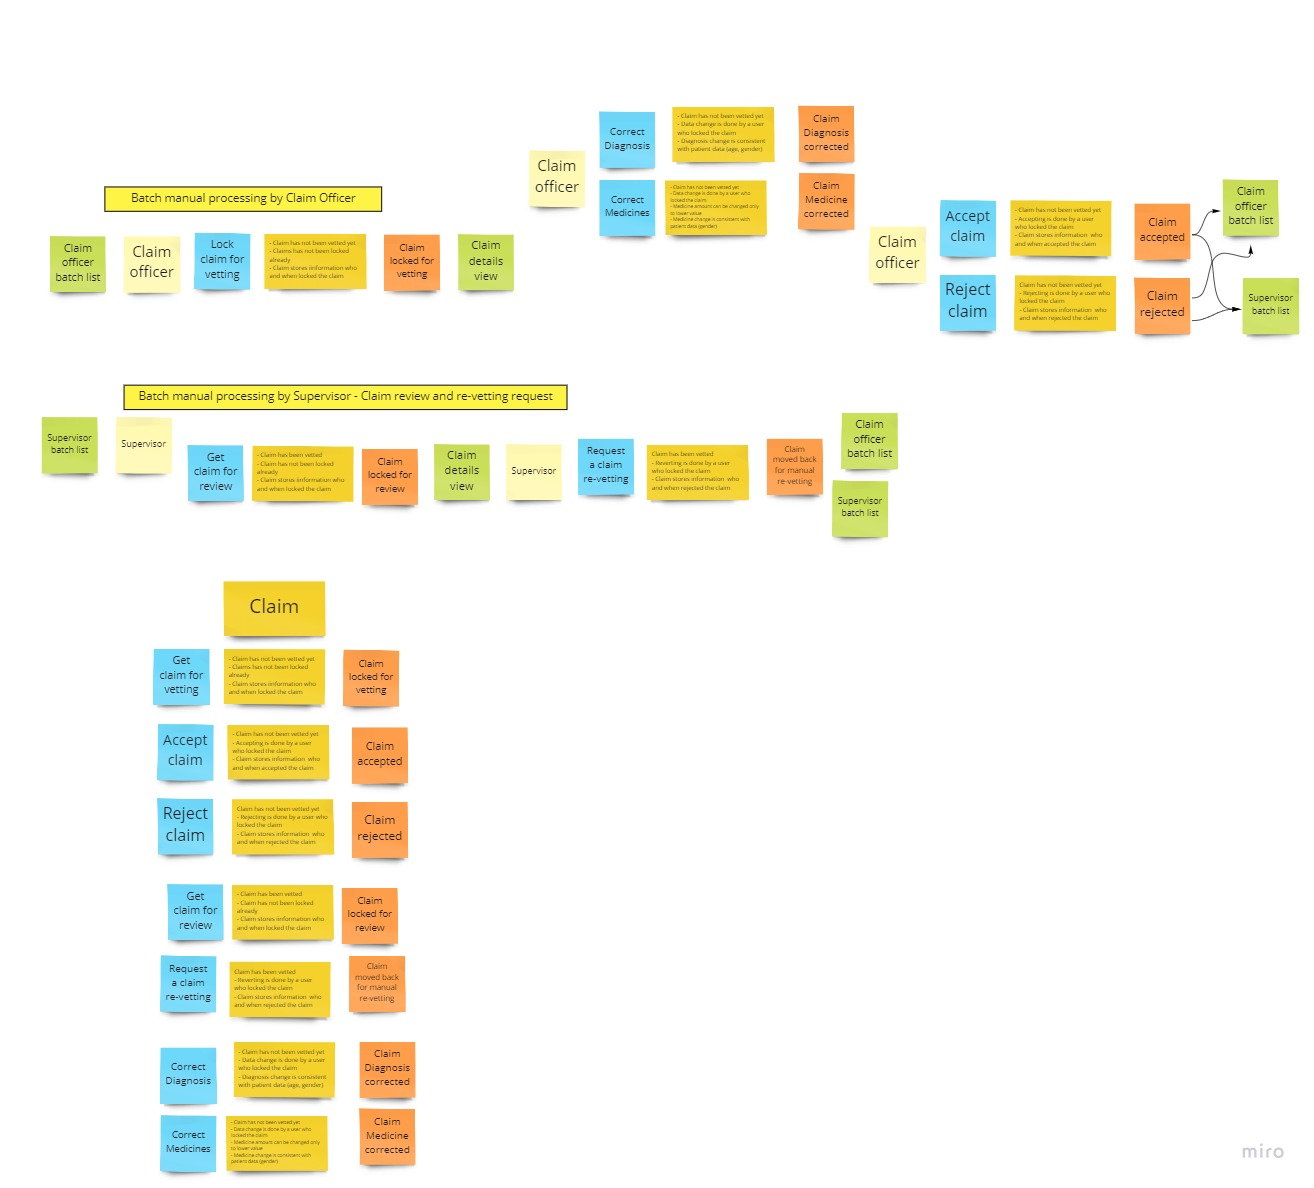 Correct
Diagnosis
- Claim has not been vetted yet
- Data change is done by a user
who locked the claim
- Diagnosis change is consistent
with patient data (age, gender)
Claim
Diagnosis
corrected
Claim
officer
Correct
Medicines
- Claim has not been vetted yet
- Data change is done by a user who
locked the claim
- Medicine amount can be changed only
to lower value
- Medicine change is consistent with
patient data (gender)
Claim
Medicine
corrected
Batch manual processing by Claim Officer
Claim
officer
batch list
Claim
officer
Lock
claim for
vetting
- Claim has not been vetted yet
- Claims has not been locked
already
- Claim stores information who
and when locked the claim
Claim
locked for
vetting
Claim
details
view
Claim
officer
Accept
claim
- Claim has not been vetted yet
- Accepting is done by a user
who locked the claim
- Claim stores information who
and when accepted the claim
Claim
accepted
Claim
officer
batch list
Reject
claim
Claim has not been vetted yet
- Rejecting is done by a user who
locked the claim
- Claim stores information who
and when rejected the claim
Claim
rejected
Supervisor
batch list
Batch manual processing by Supervisor - Claim review and re-vetting request
Supervisor
batch list
Supervisor
Get
claim for
review
- Claim has been vetted
- Claim has not been locked
already
- Claim stores information who
and when locked the claim
Claim
locked for
review
Claim
details
view
Supervisor
Request
a claim
re-vetting
Claim has been vetted
- Reverting is done by a user
who locked the claim
- Claim stores information who
and when rejected the claim
Claim
moved back
for manual
re-vetting
Claim
officer
batch list
Supervisor
batch list
Claim
Get
claim for
vetting
- Claim has not been vetted yet
- Claims has not been locked
already
- Claim stores information who
and when locked the claim
Claim
locked for
vetting
Accept
claim
- Claim has not been vetted yet
- Accepting is done by a user
who locked the claim
- Claim stores information who
and when accepted the claim
Claim
accepted
Reject
claim
Claim has not been vetted yet
- Rejecting is done by a user who
locked the claim
- Claim stores information who
and when rejected the claim
Claim
rejected
Get
claim for
review
- Claim has been vetted
- Claim has not been locked
already
- Claim stores information who
and when locked the claim
Claim
locked for
review
Request
a claim
re-vetting
Claim has been vetted
- Reverting is done by a user
who locked the claim
- Claim stores information who
and when rejected the claim
Claim
moved back
for manual
re-vetting
Correct
Diagnosis
- Claim has not been vetted yet
- Data change is done by a user
who locked the claim
- Diagnosis change is consistent
with patient data (age, gender)
Claim
Diagnosis
corrected
Correct
Medicines
- Claim has not been vetted yet
- Data change is done by a user who
locked the claim
- Medicine amount can be changed only
to lower value
- Medicine change is consistent with
patient data (gender)
Claim
Medicine
corrected
miro